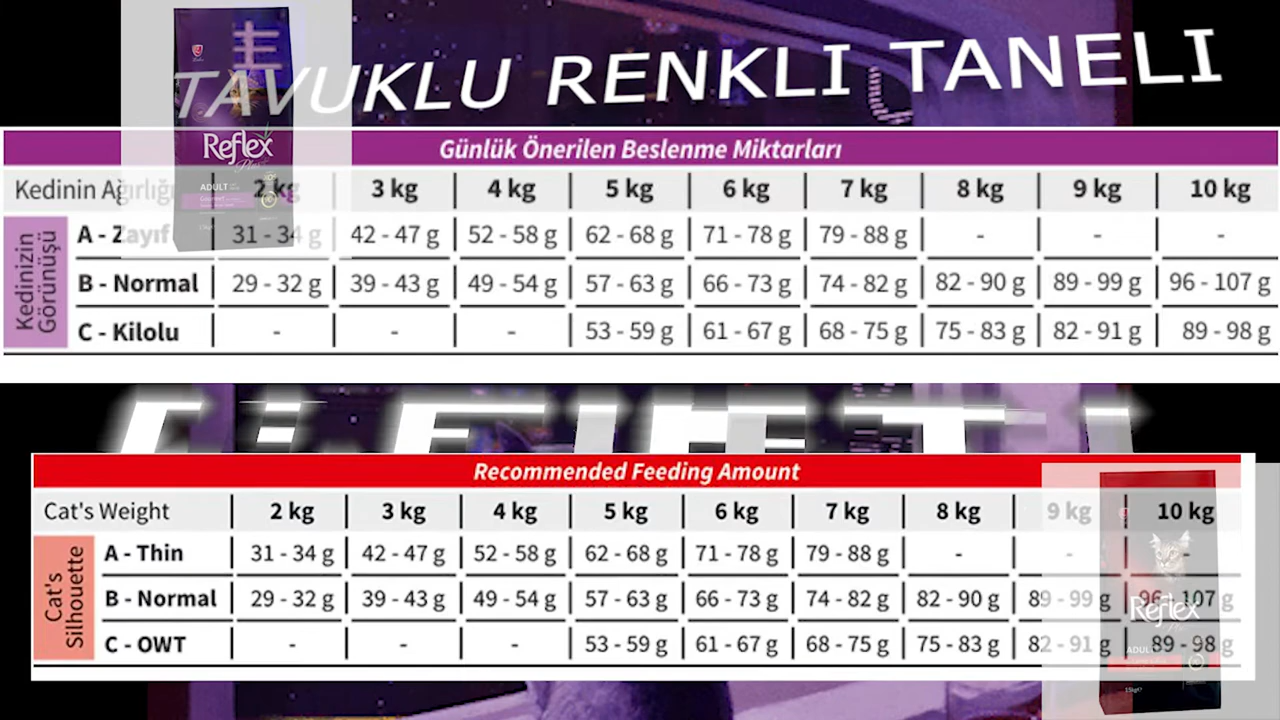 TAVUKLU RENKLI TANELI
Reflex
Plus
ADULT
Gourmet
Günlük Önerilen Beslenme Miktarları
Kedinin Ağırlığı 2 kg 3 kg 4 kg 5 kg 6 kg 7 kg 8 kg 9 kg 10 kg
Kedinizin Görünüşü
A - Zayıf 31 - 34 g 42 - 47 g 52 - 58 g 62 - 68 g 71 - 78 g 79 - 88 g - - -
B - Normal 29 - 32 g 39 - 43 g 49 - 54 g 57 - 63 g 66 - 73 g 74 - 82 g 82 - 90 g 89 - 99 g 96 - 107 g
C - Kilolu - - - 53 - 59 g 61 - 67 g 68 - 75 g 75 - 83 g 82 - 91 g 89 - 98 g
Recommended Feeding Amount
Cat's Weight 2 kg 3 kg 4 kg 5 kg 6 kg 7 kg 8 kg 9 kg 10 kg
Cat's Silhouette
A - Thin 31 - 34 g 42 - 47 g 52 - 58 g 62 - 68 g 71 - 78 g 79 - 88 g - - -
B - Normal 29 - 32 g 39 - 43 g 49 - 54 g 57 - 63 g 66 - 73 g 74 - 82 g 82 - 90 g 89 - 99 g 96 - 107 g
C - OWT - - - 53 - 59 g 61 - 67 g 68 - 75 g 75 - 83 g 82 - 91 g 89 - 98 g
Reflex
ADULT